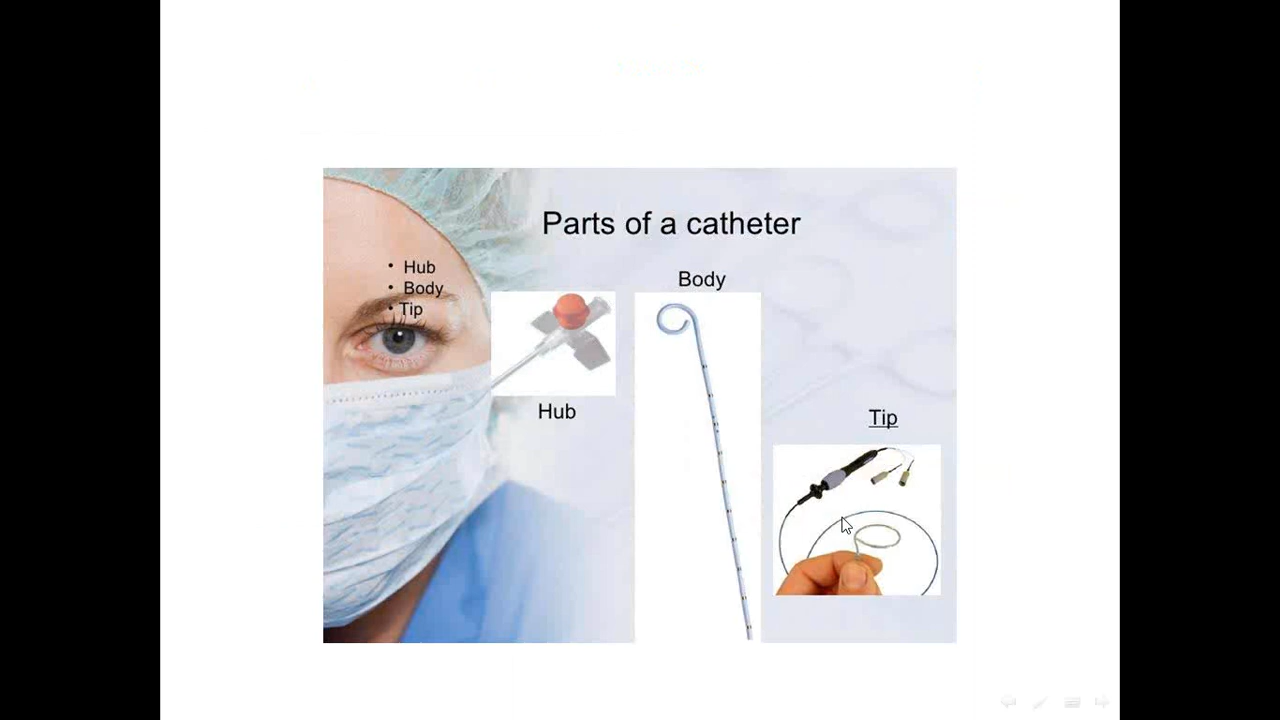 Parts of a catheter
• Hub
• Body
• Tip
Body
Hub
Tip